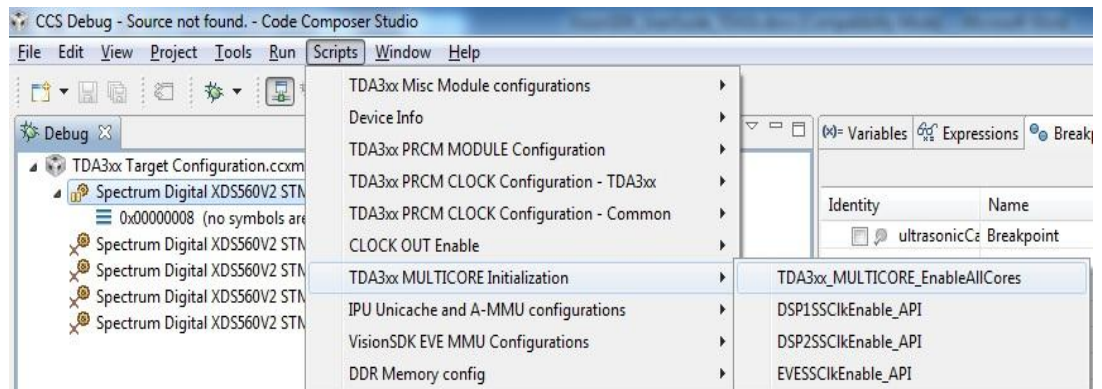 CCS Debug - Source not found. - Code Composer Studio
File Edit View Project Tools Run Scripts Window Help
TDA3xx Misc Module configurations
Device Info
TDA3xx PRCM MODULE Configuration
TDA3xx PRCM CLOCK Configuration - TDA3xx
TDA3xx PRCM CLOCK Configuration - Common
CLOCK OUT Enable
TDA3xx MULTICORE Initialization
IPU Unicache and A-MMU configurations
VisionSDK EVE MMU Configurations
DDR Memory config
Debug
TDA3xx Target Configuration.ccxm
Spectrum Digital XDS560V2 STM
0x00000008 (no symbols are
Spectrum Digital XDS560V2 STM
Spectrum Digital XDS560V2 STM
Spectrum Digital XDS560V2 STM
Spectrum Digital XDS560V2 STM
(x)= Variables Expressions Breakp
Identity Name
ultrasonicCa Breakpoint
TDA3xx_MULTICORE_EnableAllCores
DSP1SSClkEnable_API
DSP2SSClkEnable_API
EVESSClkEnable_API